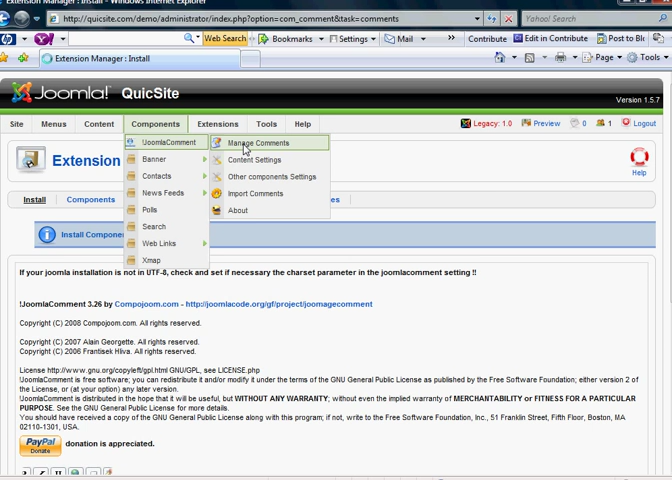 Extension Manager : Install - Windows Internet Explorer
http://quicsite.com/demo/administrator/index.php?option=com_comment&task=comments
Yahoo! Search
Web Search
Bookmarks
Settings
Mail
Contribute
Edit in Contribute
Post to Blo
Extension Manager : Install
Page
Tools
Joomla! QuicSite
Version 1.5.7
Site Menus Content Components Extensions Tools Help
Legacy: 1.0 Preview 0 1 Logout
!JoomlaComment
Manage Comments
Banner
Content Settings
Extension
Help
Contacts
Other components Settings
News Feeds
Import Comments
Install Components
Polls
About
Search
Install Compone
Web Links
Xmap
If your joomla installation is not in UTF-8, check and set if necessary the charset parameter in the joomlacomment setting !!
!JoomlaComment 3.26 by Compojoom.com - http://joomlacode.org/gf/project/joomagecomment
Copyright (C) 2008 Compojoom.com. All rights reserved.
Copyright (C) 2007 Alain Georgette. All rights reserved.
Copyright (C) 2006 Frantisek Hliva. All rights reserved.
License http://www.gnu.org/copyleft/gpl.html GNU/GPL, see LICENSE.php
!JoomlaComment is free software; you can redistribute it and/or modify it under the terms of the GNU General Public License as published by the Free Software Foundation; either version 2 of
the License, or (at your option) any later version.
!JoomlaComment is distributed in the hope that it will be useful, but WITHOUT ANY WARRANTY; without even the implied warranty of MERCHANTABILITY or FITNESS FOR A PARTICULAR
PURPOSE. See the GNU General Public License for more details.
You should have received a copy of the GNU General Public License along with this program; if not, write to the Free Software Foundation, Inc., 51 Franklin Street, Fifth Floor, Boston, MA
02110-1301, USA.
PayPal
Donate
donation is appreciated.